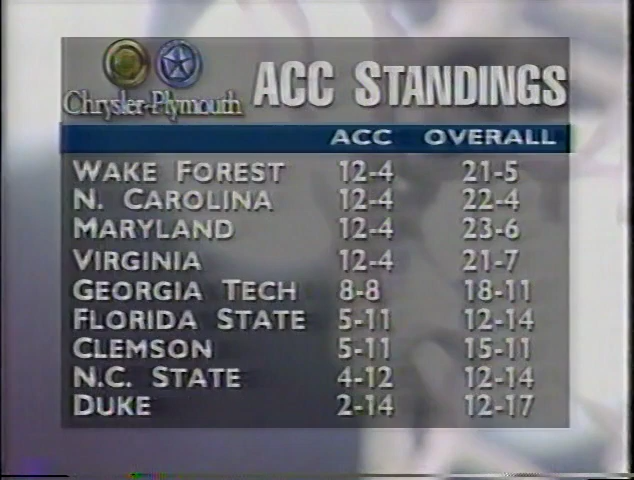 Chrysler-Plymouth ACC STANDINGS
ACC OVERALL
WAKE FOREST 12-4 21-5
N. CAROLINA 12-4 22-4
MARYLAND 12-4 23-6
VIRGINIA 12-4 21-7
GEORGIA TECH 8-8 18-11
FLORIDA STATE 5-11 12-14
CLEMSON 5-11 15-11
N.C. STATE 4-12 12-14
DUKE 2-14 12-17